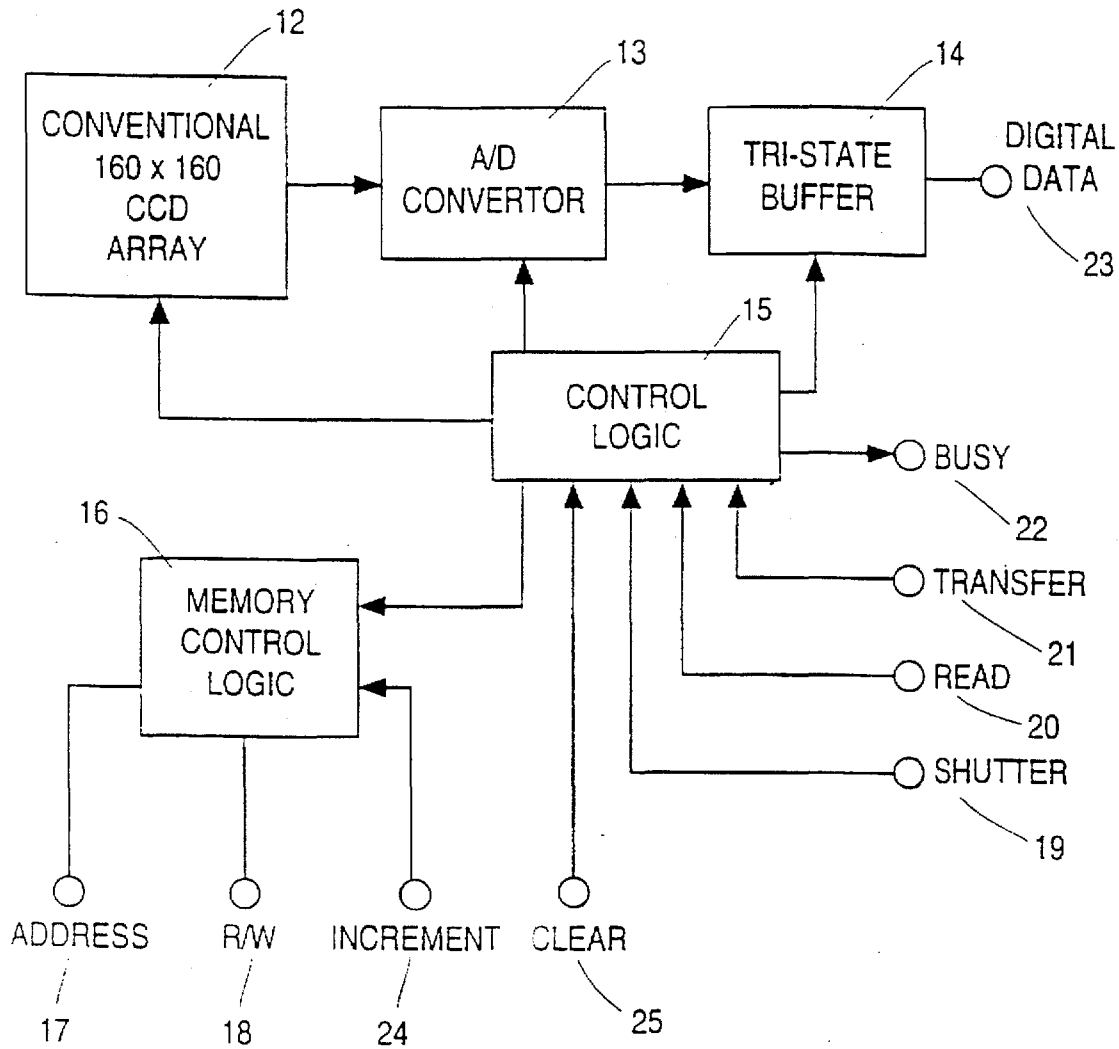 12
CONVENTIONAL
160 x 160
CCD
ARRAY
13
A/D
CONVERTOR
14
TRI-STATE
BUFFER
DIGITAL
DATA
23
15
CONTROL
LOGIC
BUSY
22
16
MEMORY
CONTROL
LOGIC
TRANSFER
21
READ
20
SHUTTER
19
ADDRESS
17
R/W
18
INCREMENT
24
CLEAR
25